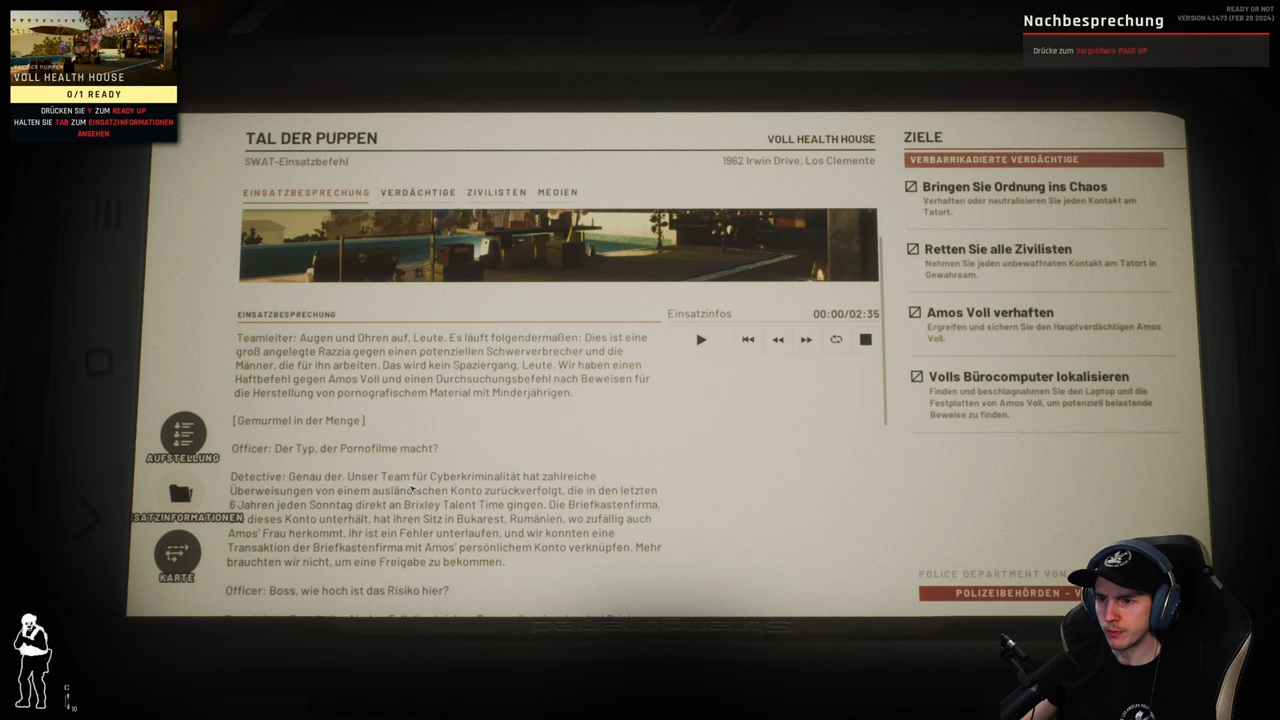 VOLL HEALTH HOUSE
0/1 READY
DRÜCKEN SIE Y ZUM READY UP
HALTEN SIE TAB ZUM EINSATZINFORMATIONEN
ANSEHEN
Nachbesprechung
Drücke zum Vergrößern PAGE UP
READY OR NOT
VERSION 42473 (FEB 28 2024)
TAL DER PUPPEN
VOLL HEALTH HOUSE
SWAT-Einsatzbefehl
1962 Irwin Drive, Los Clemente
EINSATZBESPRECHUNG VERDÄCHTIGE ZIVILISTEN MEDIEN
EINSATZBESPRECHUNG
Teamleiter: Augen und Ohren auf, Leute. Es läuft folgendermaßen: Dies ist eine
groß angelegte Razzia gegen einen potenziellen Schwerverbrecher und die
Männer, die für ihn arbeiten. Das wird kein Spaziergang, Leute. Wir haben einen
Haftbefehl gegen Amos Voll und einen Durchsuchungsbefehl nach Beweisen für
die Herstellung von pornografischem Material mit Minderjährigen.
[Gemurmel in der Menge]
Officer: Der Typ, der Pornofilme macht?
Detective: Genau der. Unser Team für Cyberkriminalität hat zahlreiche
Überweisungen von einem ausländischen Konto zurückverfolgt, die in den letzten
6 Jahren jeden Sonntag direkt an Brixley Talent Time gingen. Die Briefkastenfirma,
dieses Konto unterhält, hat ihren Sitz in Bukarest, Rumänien, wo zufällig auch
Amos' Frau herkommt. Ihr ist ein Fehler unterlaufen, und wir konnten eine
Transaktion der Briefkastenfirma mit Amos' persönlichem Konto verknüpfen. Mehr
brauchten wir nicht, um eine Freigabe zu bekommen.
Officer: Boss, wie hoch ist das Risiko hier?
Einsatzinfos 00:00/02:35
ZIELE
VERBARRIKADIERTE VERDÄCHTIGE
Bringen Sie Ordnung ins Chaos
Verhaften oder neutralisieren Sie jeden Kontakt am
Tatort.
Retten Sie alle Zivilisten
Nehmen Sie jeden unbewaffneten Kontakt am Tatort in
Gewahrsam.
Amos Voll verhaften
Ergreifen und sichern Sie den Hauptverdächtigen Amos
Voll.
Volls Bürocomputer lokalisieren
Finden und beschlagnahmen Sie den Laptop und die
Festplatten von Amos Voll, um potenziell belastende
Beweise zu finden.
POLICE DEPARTMENT VON
POLIZEIBEHÖRDEN – V
AUFSTELLUNG
SATZINFORMATIONEN
KARTE
10